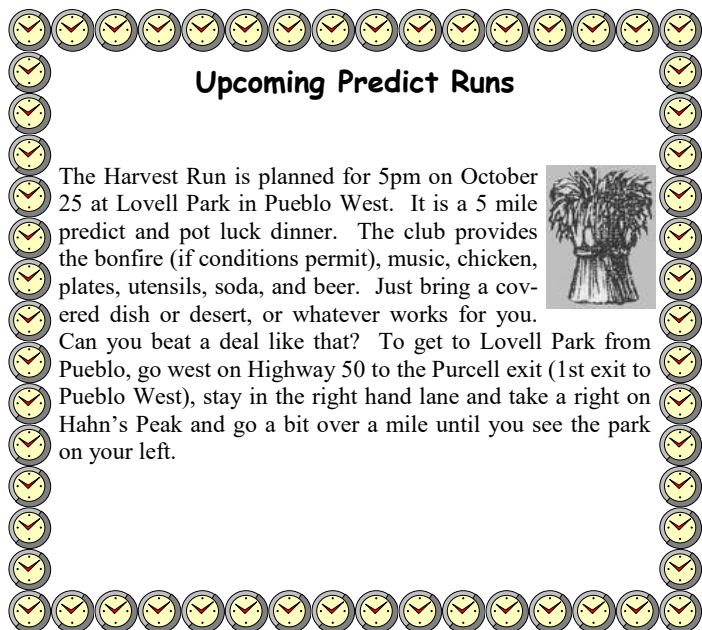 Upcoming Predict Runs
The Harvest Run is planned for 5pm on October
25 at Lovell Park in Pueblo West.  It is a 5 mile
predict and pot luck dinner.  The club provides
the bonfire (if conditions permit), music, chicken,
plates, utensils, soda, and beer.  Just bring a cov-
ered dish or desert, or whatever works for you.
Can you beat a deal like that?  To get to Lovell Park from
Pueblo, go west on Highway 50 to the Purcell exit (1st exit to
Pueblo West), stay in the right hand lane and take a right on
Hahn’s Peak and go a bit over a mile until you see the park
on your left.